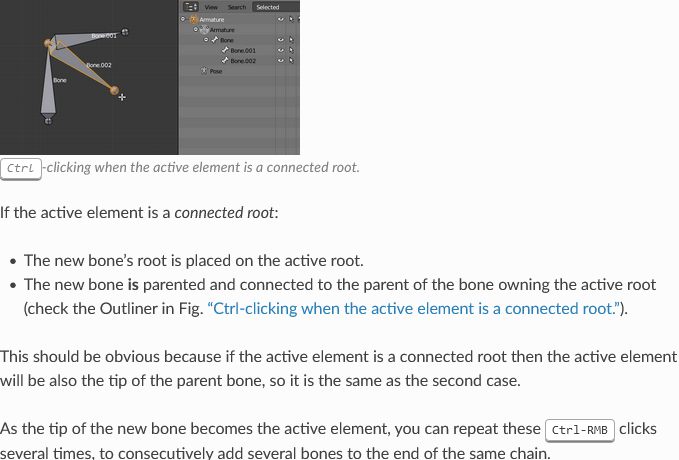 View Search Selected
Armature
Bone.001
Armature
Bone
Bone.001
Bone.002
Bone.002
Pose
Bone
Ctrl-clicking when the active element is a connected root.
If the active element is a connected root:
• The new bone’s root is placed on the active root.
• The new bone is parented and connected to the parent of the bone owning the active root
(check the Outliner in Fig. “Ctrl-clicking when the active element is a connected root.”).
This should be obvious because if the active element is a connected root then the active element
will be also the tip of the parent bone, so it is the same as the second case.
As the tip of the new bone becomes the active element, you can repeat these Ctrl-RMB clicks
several times, to consecutively add several bones to the end of the same chain.